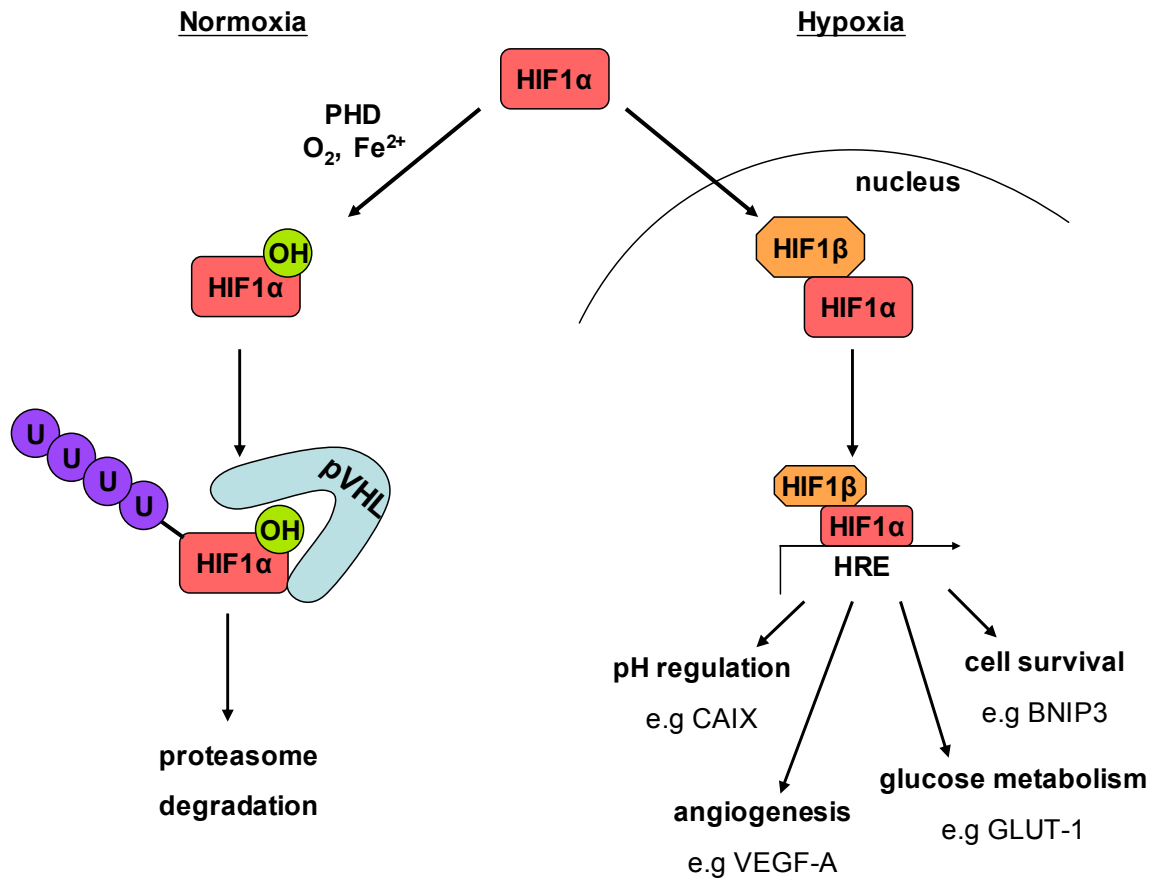 Normoxia
Hypoxia
HIF1α
PHD
O₂, Fe²⁺
nucleus
HIF1β
HIF1α
OH
HIF1α
U
U
U
U
pVHL
OH
HIF1α
HIF1β
HIF1α
HRE
pH regulation
e.g CAIX
cell survival
e.g BNIP3
proteasome
degradation
angiogenesis
e.g VEGF-A
glucose metabolism
e.g GLUT-1